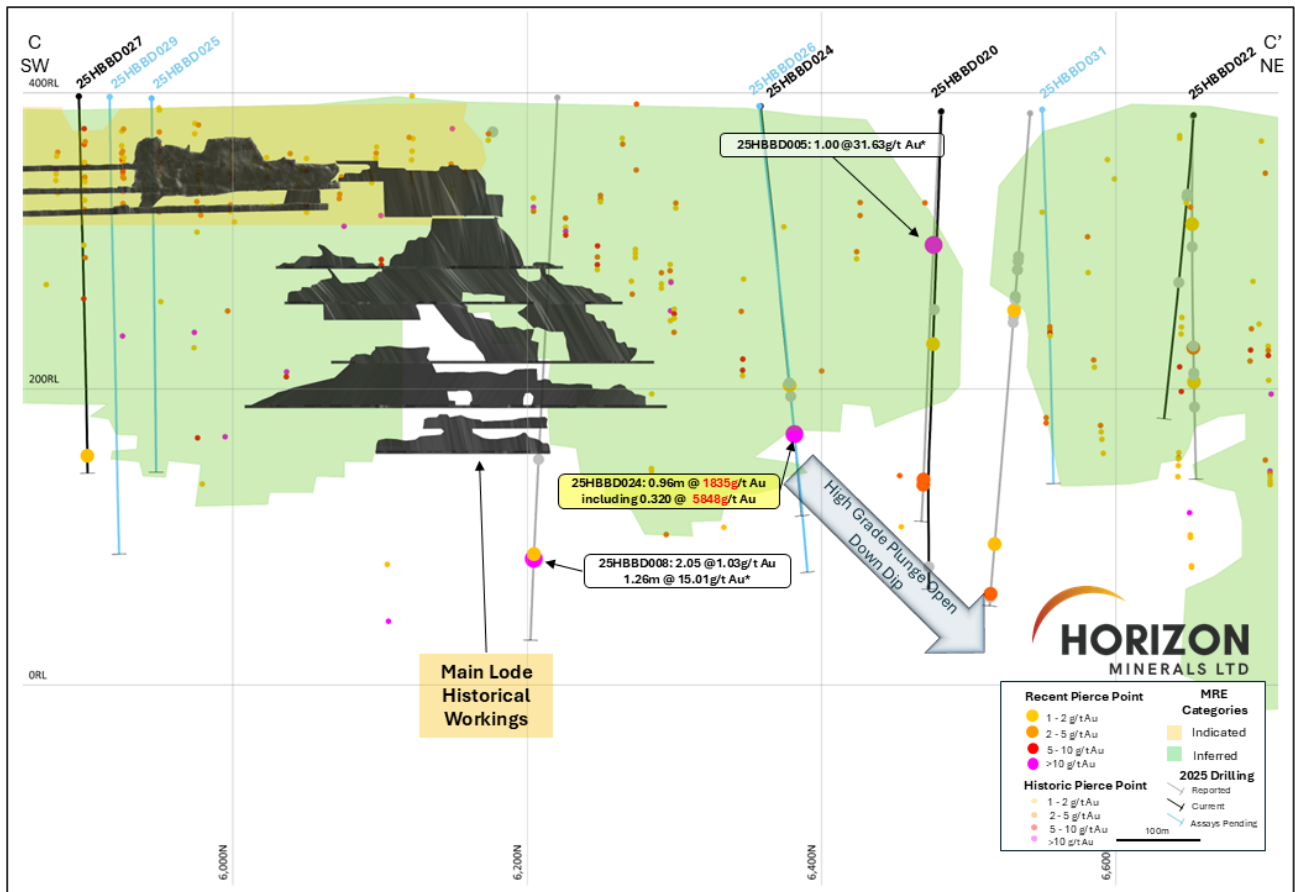 C
SW
25HBBD027
25HBBD029
25HBBD025
25HBBD026
25HBBD024
25HBBD020
25HBBD031
25HBBD022
C'
NE
400RL
25HBBD005: 1.00 @31.63g/t Au*
200RL
25HBBD024: 0.96m @ 1835g/t Au
including 0.320 @ 5848g/t Au
High Grade Plunge Open
Down Dip
25HBBD008: 2.05 @1.03g/t Au
1.26m @ 15.01g/t Au*
Main Lode
Historical
Workings
0RL
HORIZON
MINERALS LTD
Recent Pierce Point
1 - 2 g/t Au
2 - 5 g/t Au
5 - 10 g/t Au
>10 g/t Au
Historic Pierce Point
1 - 2 g/t Au
2 - 5 g/t Au
5 - 10 g/t Au
>10 g/t Au
MRE
Categories
Indicated
Inferred
2025 Drilling
Reported
Current
Assays Pending
100m
6,000N
6,200N
6,400N